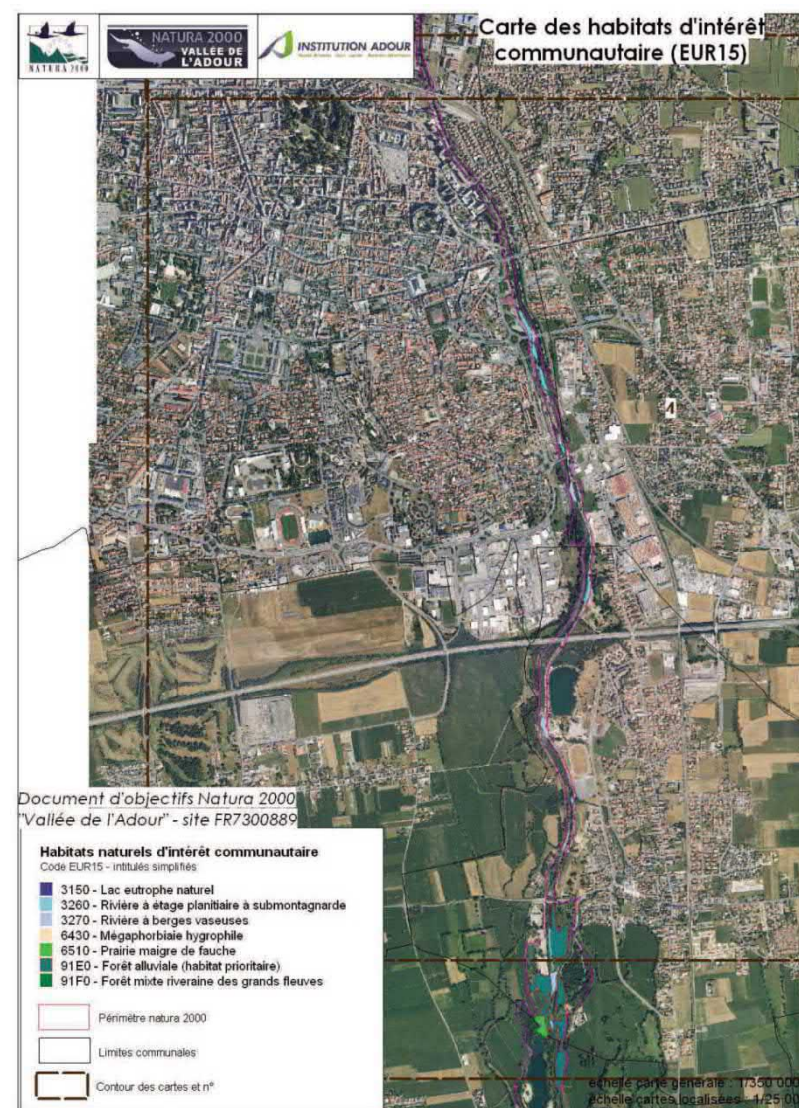 NATURA 2000
NATURA 2000
VALLÉE DE
L'ADOUR
INSTITUTION ADOUR
Carte des habitats d'intérêt
communautaire (EUR15)
1
Document d'objectifs Natura 2000
"Vallée de l'Adour" - site FR7300889
Habitats naturels d'intérêt communautaire
Code EUR15 - intitulés simplifiés
3150 - Lac eutrophe naturel
3260 - Rivière à étage planitiaire à submontagnarde
3270 - Rivière à berges vaseuses
6430 - Mégaphorbiaie hygrophile
6510 - Prairie maigre de fauche
91E0 - Forêt alluviale (habitat prioritaire)
91F0 - Forêt mixte riveraine des grands fleuves
Périmètre natura 2000
Limites communales
Contour des cartes et n°
échelle carte générale : 1/350 000
échelle cartes localisées : 1/25 00